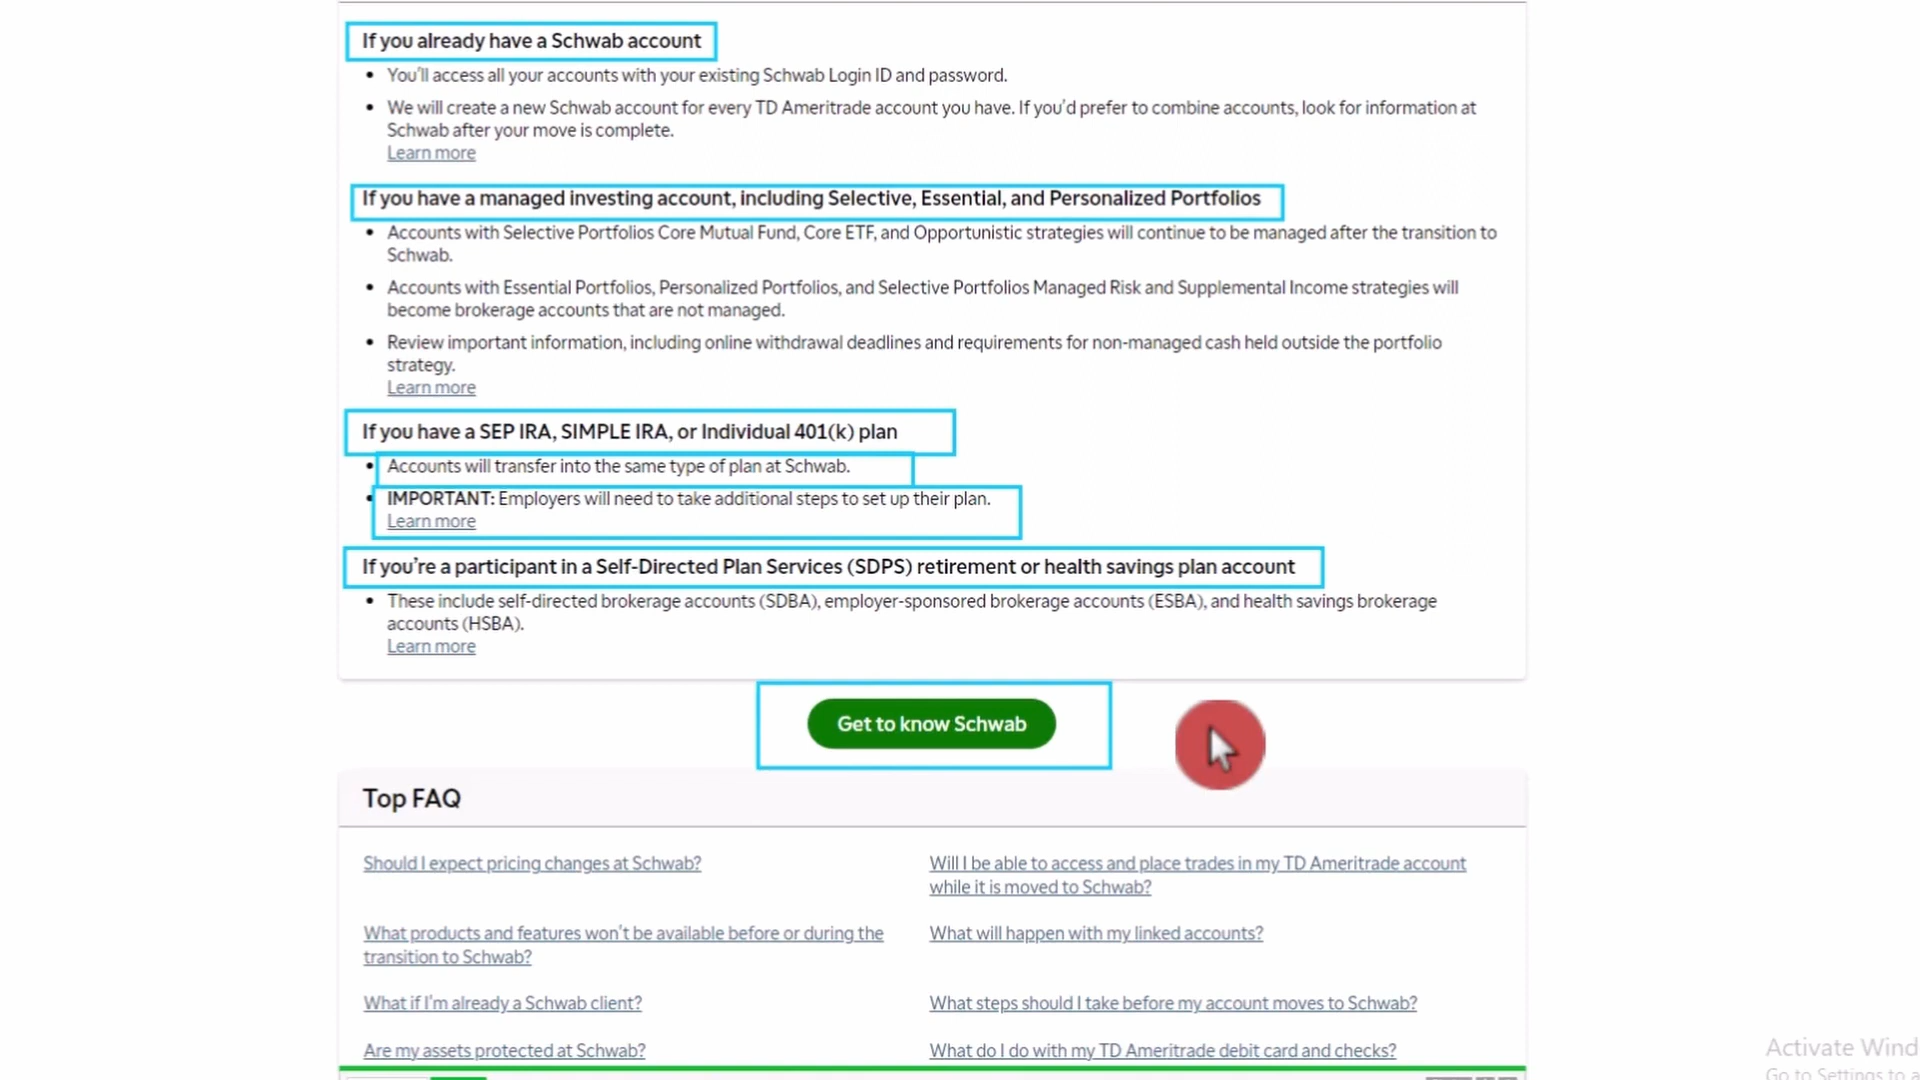 If you already have a Schwab account
You'll access all your accounts with your existing Schwab Login ID and password.
We will create a new Schwab account for every TD Ameritrade account you have. If you'd prefer to combine accounts, look for information at
Schwab after your move is complete.
Learn more
If you have a managed investing account, including Selective, Essential, and Personalized Portfolios
Accounts with Selective Portfolios Core Mutual Fund, Core ETF, and Opportunistic strategies will continue to be managed after the transition to
Schwab.
Accounts with Essential Portfolios, Personalized Portfolios, and Selective Portfolios Managed Risk and Supplemental Income strategies will
become brokerage accounts that are not managed.
Review important information, including online withdrawal deadlines and requirements for non-managed cash held outside the portfolio
strategy.
Learn more
If you have a SEP IRA, SIMPLE IRA, or Individual 401(k) plan
Accounts will transfer into the same type of plan at Schwab.
IMPORTANT: Employers will need to take additional steps to set up their plan.
Learn more
If you're a participant in a Self-Directed Plan Services (SDPS) retirement or health savings plan account
These include self-directed brokerage accounts (SDBA), employer-sponsored brokerage accounts (ESBA), and health savings brokerage
accounts (HSBA).
Learn more
Get to know Schwab
Top FAQ
Should I expect pricing changes at Schwab?
Will I be able to access and place trades in my TD Ameritrade account
while it is moved to Schwab?
What products and features won't be available before or during the
transition to Schwab?
What will happen with my linked accounts?
What if I'm already a Schwab client?
What steps should I take before my account moves to Schwab?
Are my assets protected at Schwab?
What do I do with my TD Ameritrade debit card and checks?
Activate Wind
Go to Settings to a